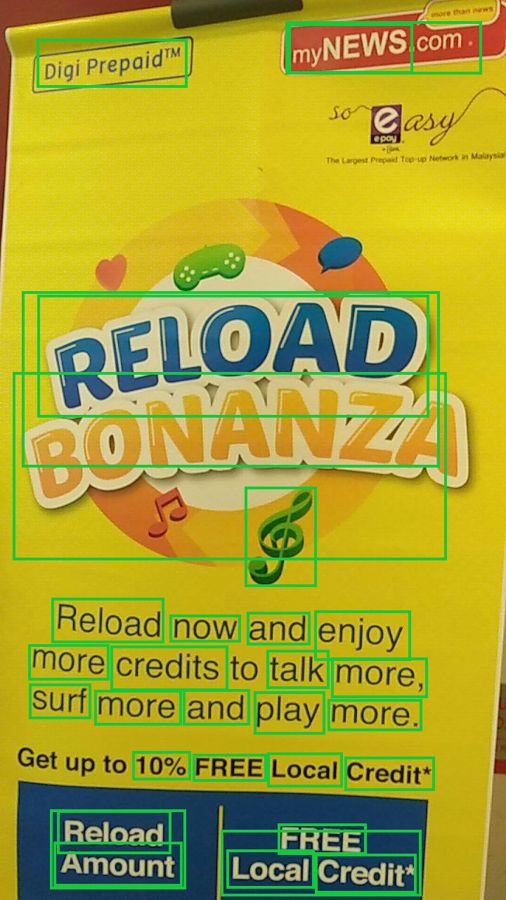 more than news
Digi Prepaid™
myNEWS.com
so easy
e-pay
The Largest Prepaid Top-up Network in Malaysia!
RELOAD
BONANZA
Reload now and enjoy
more credits to talk more,
surf more and play more.
Get up to 10% FREE Local Credit*
Reload
Amount
FREE
Local Credit*